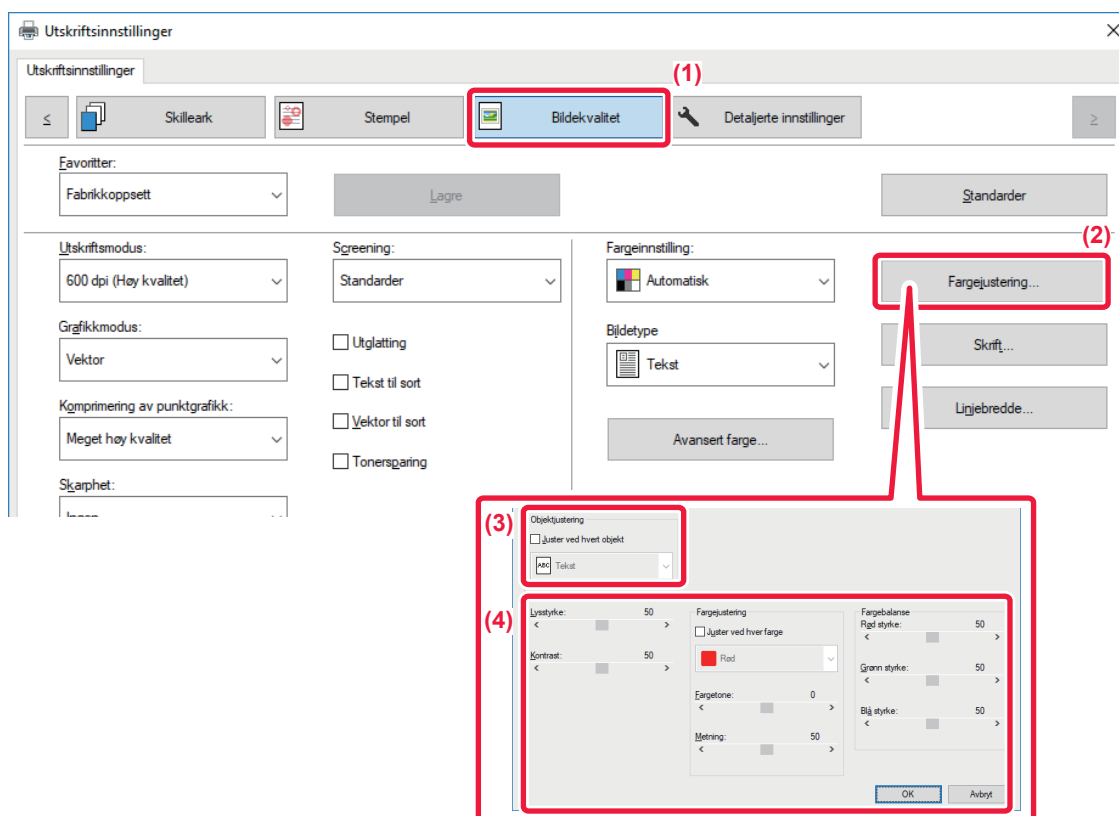 Utskriftsinnstillinger
Utskriftsinnstillinger
(1)
< Skilleark Stempel Bildekvalitet Detaljerte innstillinger >
Favoritter:
Fabrikkoppsett Lagre Standarder
(2)
Utskriftsmodus: Screening: Fargeinnstilling:
600 dpi (Høy kvalitet) Standarder Automatisk Fargejustering...
Grafikkmodus: Utglatting Bildetype Skrift...
Vektor Tekst til sort Tekst
Komprimering av punktgrafikk: Vektor til sort Linjebredde...
Meget høy kvalitet Tonersparing Avansert farge...
Skarphet:
(3)
Objektjustering
Juster ved hvert objekt
ABC Tekst
(4)
Lysstyrke: 50
< >
Kontrast: 50
< >
Fargejustering
Juster ved hver farge
Rød
Fargetone: 0
< >
Metning: 50
< >
Fargebalanse
Rød styrke: 50
< >
Grønn styrke: 50
< >
Blå styrke: 50
< >
OK Avbryt